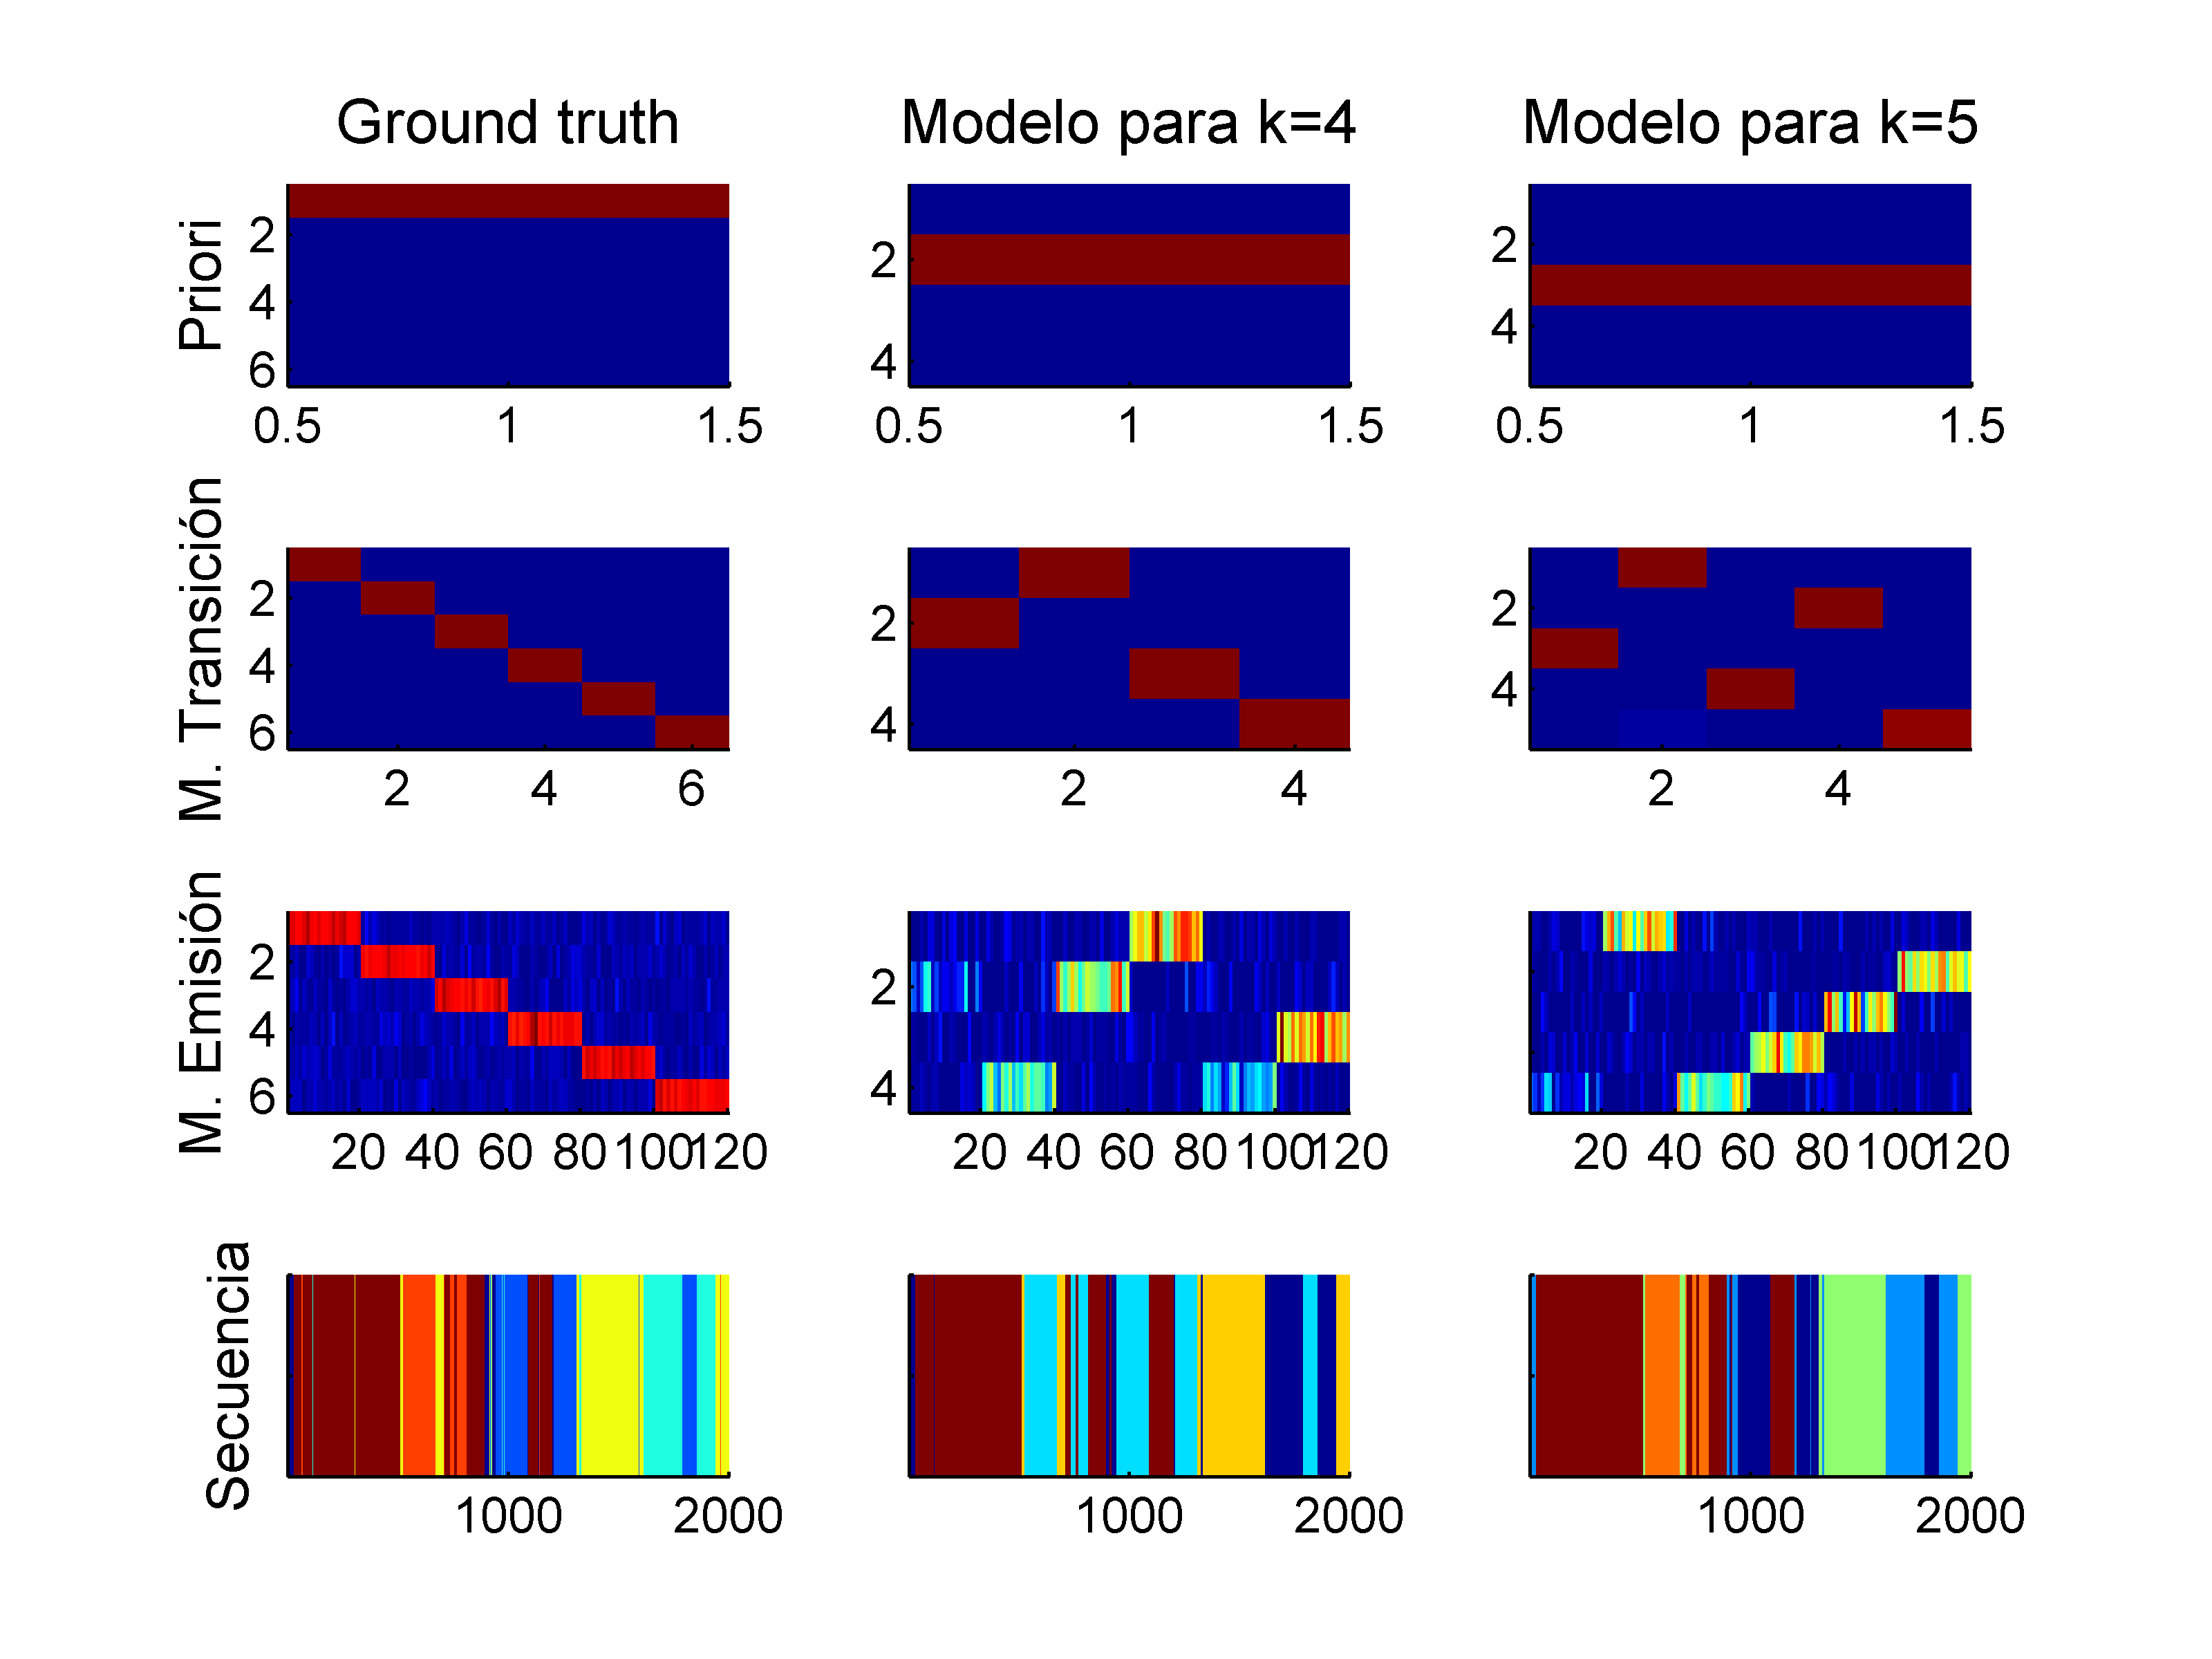 Ground truth Modelo para k=4 Modelo para k=5
Priori
2 2 2
4 4 4
6
0.5 1 1.5 0.5 1 1.5 0.5 1 1.5
M. Transición
2 2 2
4 4 4
6
2 4 6 2 4 2 4
M. Emisión
2 2
4 4
6
20 40 60 80 100 120 20 40 60 80 100 120 20 40 60 80 100 120
Secuencia
1000 2000 1000 2000 1000 2000